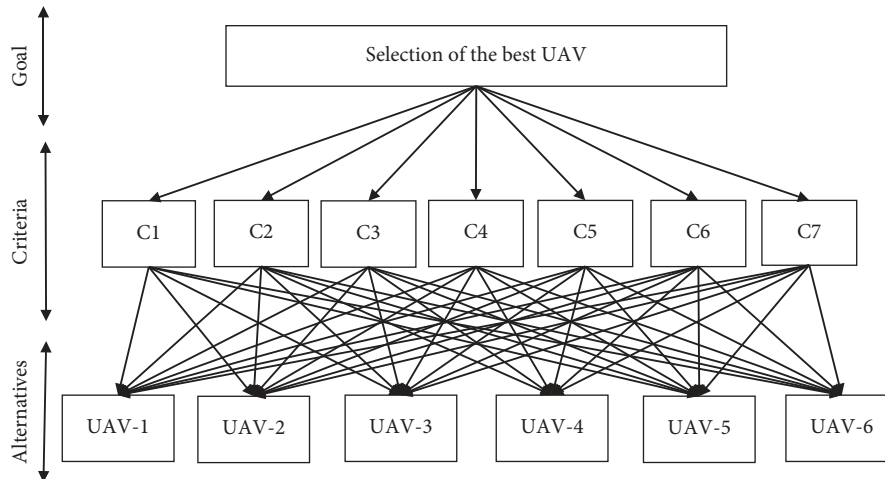 Goal
Selection of the best UAV
Criteria
C1
C2
C3
C4
C5
C6
C7
Alternatives
UAV-1
UAV-2
UAV-3
UAV-4
UAV-5
UAV-6